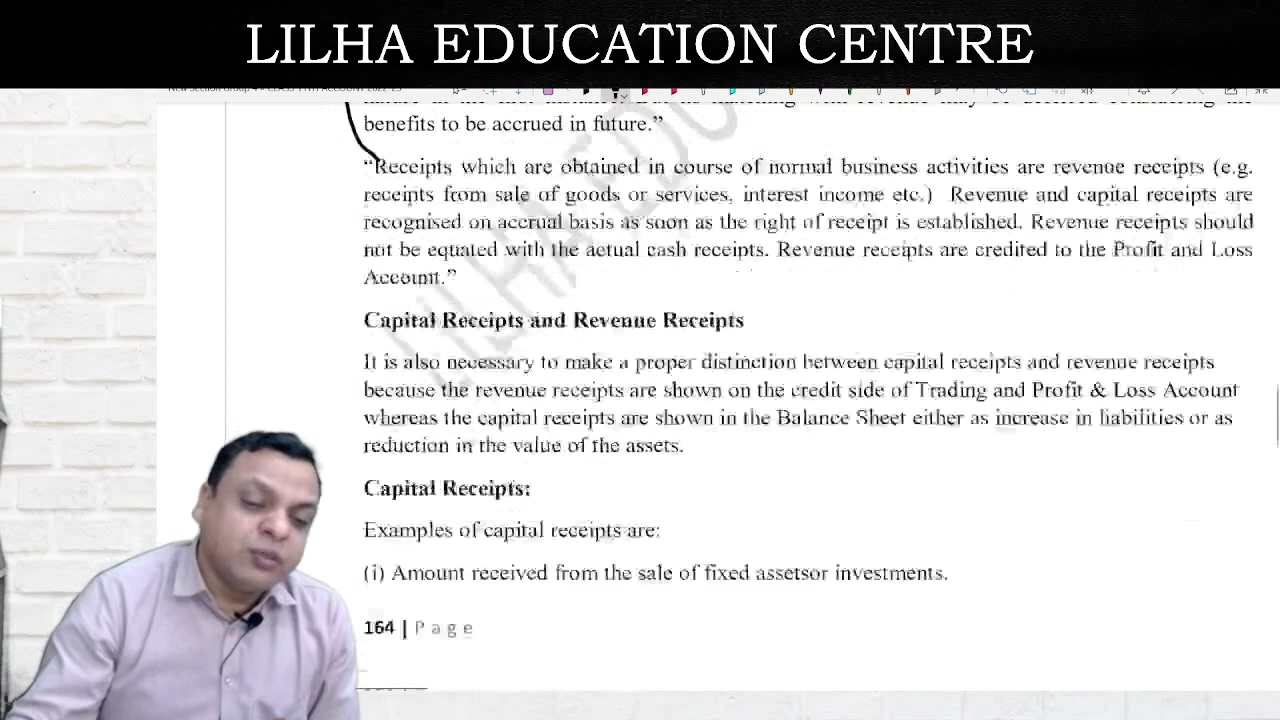 LILHA EDUCATION CENTRE
benefits to be accrued in future.”
“Receipts which are obtained in course of normal business activities are revenue receipts (e.g.
receipts from sale of goods or services, interest income etc.) Revenue and capital receipts are
recognised on accrual basis as soon as the right of receipt is established. Revenue receipts should
not be equated with the actual cash receipts. Revenue receipts are credited to the Profit and Loss
Account.”
Capital Receipts and Revenue Receipts
It is also necessary to make a proper distinction between capital receipts and revenue receipts
because the revenue receipts are shown on the credit side of Trading and Profit & Loss Account
whereas the capital receipts are shown in the Balance Sheet either as increase in liabilities or as
reduction in the value of the assets.
Capital Receipts:
Examples of capital receipts are:
(i) Amount received from the sale of fixed assetsor investments.
164 | Page